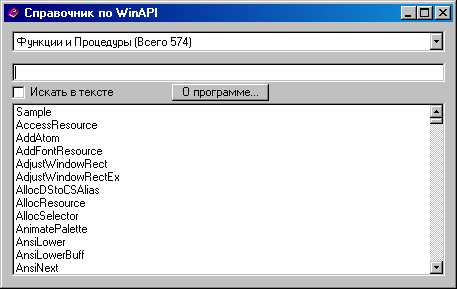 Справочник по WinAPI
Функции и Процедуры (Всего 574)
Искать в тексте
О программе...
Sample
AccessResource
AddAtom
AddFontResource
AdjustWindowRect
AdjustWindowRectEx
AllocDStoCSAlias
AllocResource
AllocSelector
AnimatePalette
AnsiLower
AnsiLowerBuff
AnsiNext